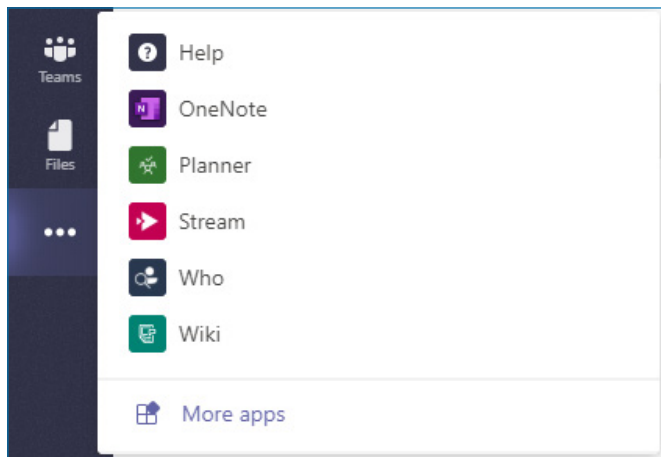 Teams
Files
Help
OneNote
Planner
Stream
Who
Wiki
More apps